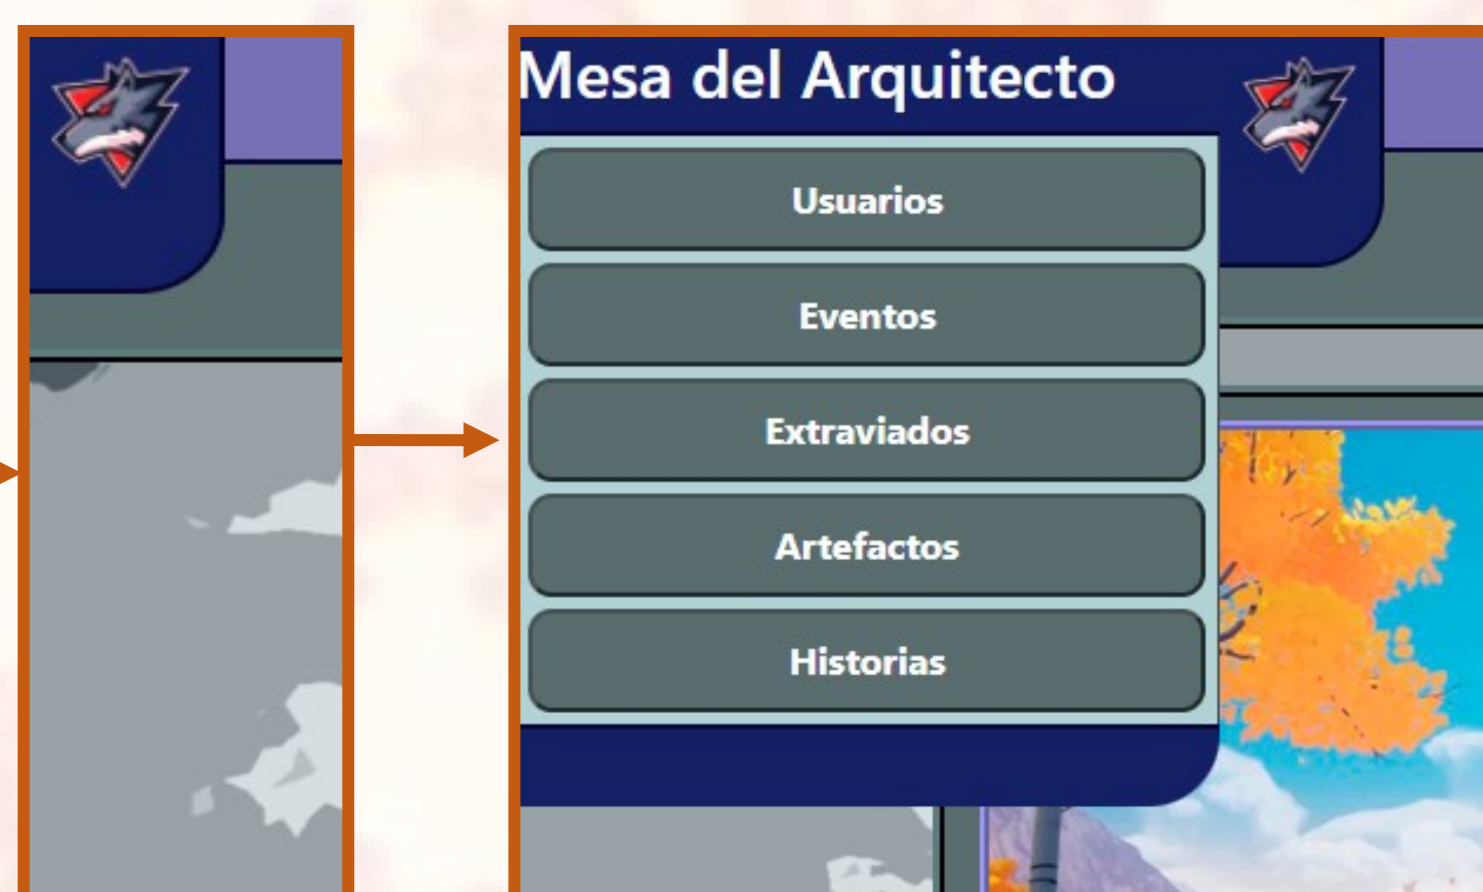 Mesa del Arquitecto
Usuarios
Eventos
Extraviados
Artefactos
Historias